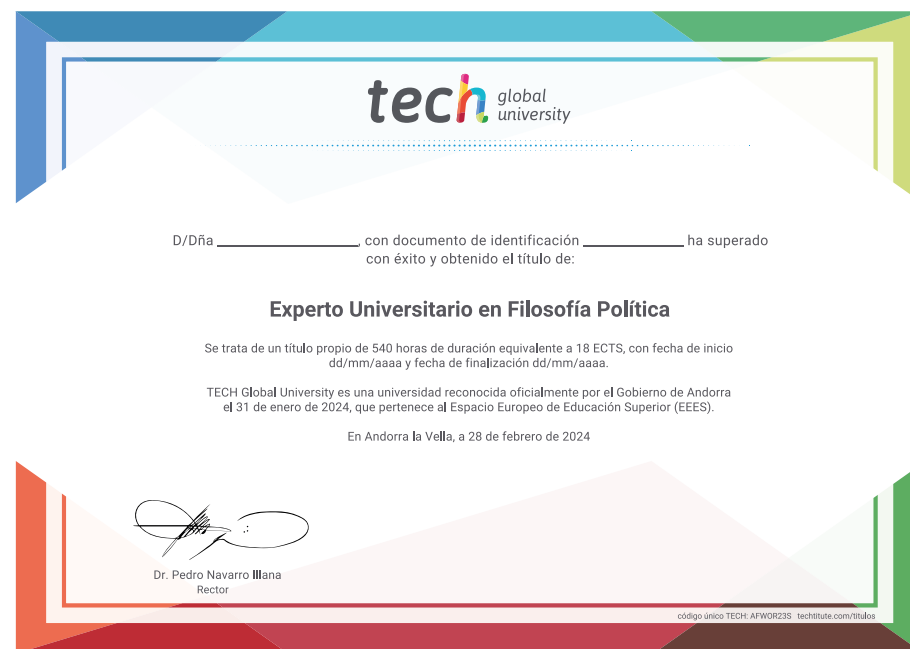 tech global university
D/Dña ______________________, con documento de identificación ________________ ha superado
con éxito y obtenido el título de:
Experto Universitario en Filosofía Política
Se trata de un título propio de 540 horas de duración equivalente a 18 ECTS, con fecha de inicio
dd/mm/aaaa y fecha de finalización dd/mm/aaaa.
TECH Global University es una universidad reconocida oficialmente por el Gobierno de Andorra
el 31 de enero de 2024, que pertenece al Espacio Europeo de Educación Superior (EEES).
En Andorra la Vella, a 28 de febrero de 2024
Dr. Pedro Navarro Illana
Rector
código único TECH: AFWOR23S techtitute.com/titulos